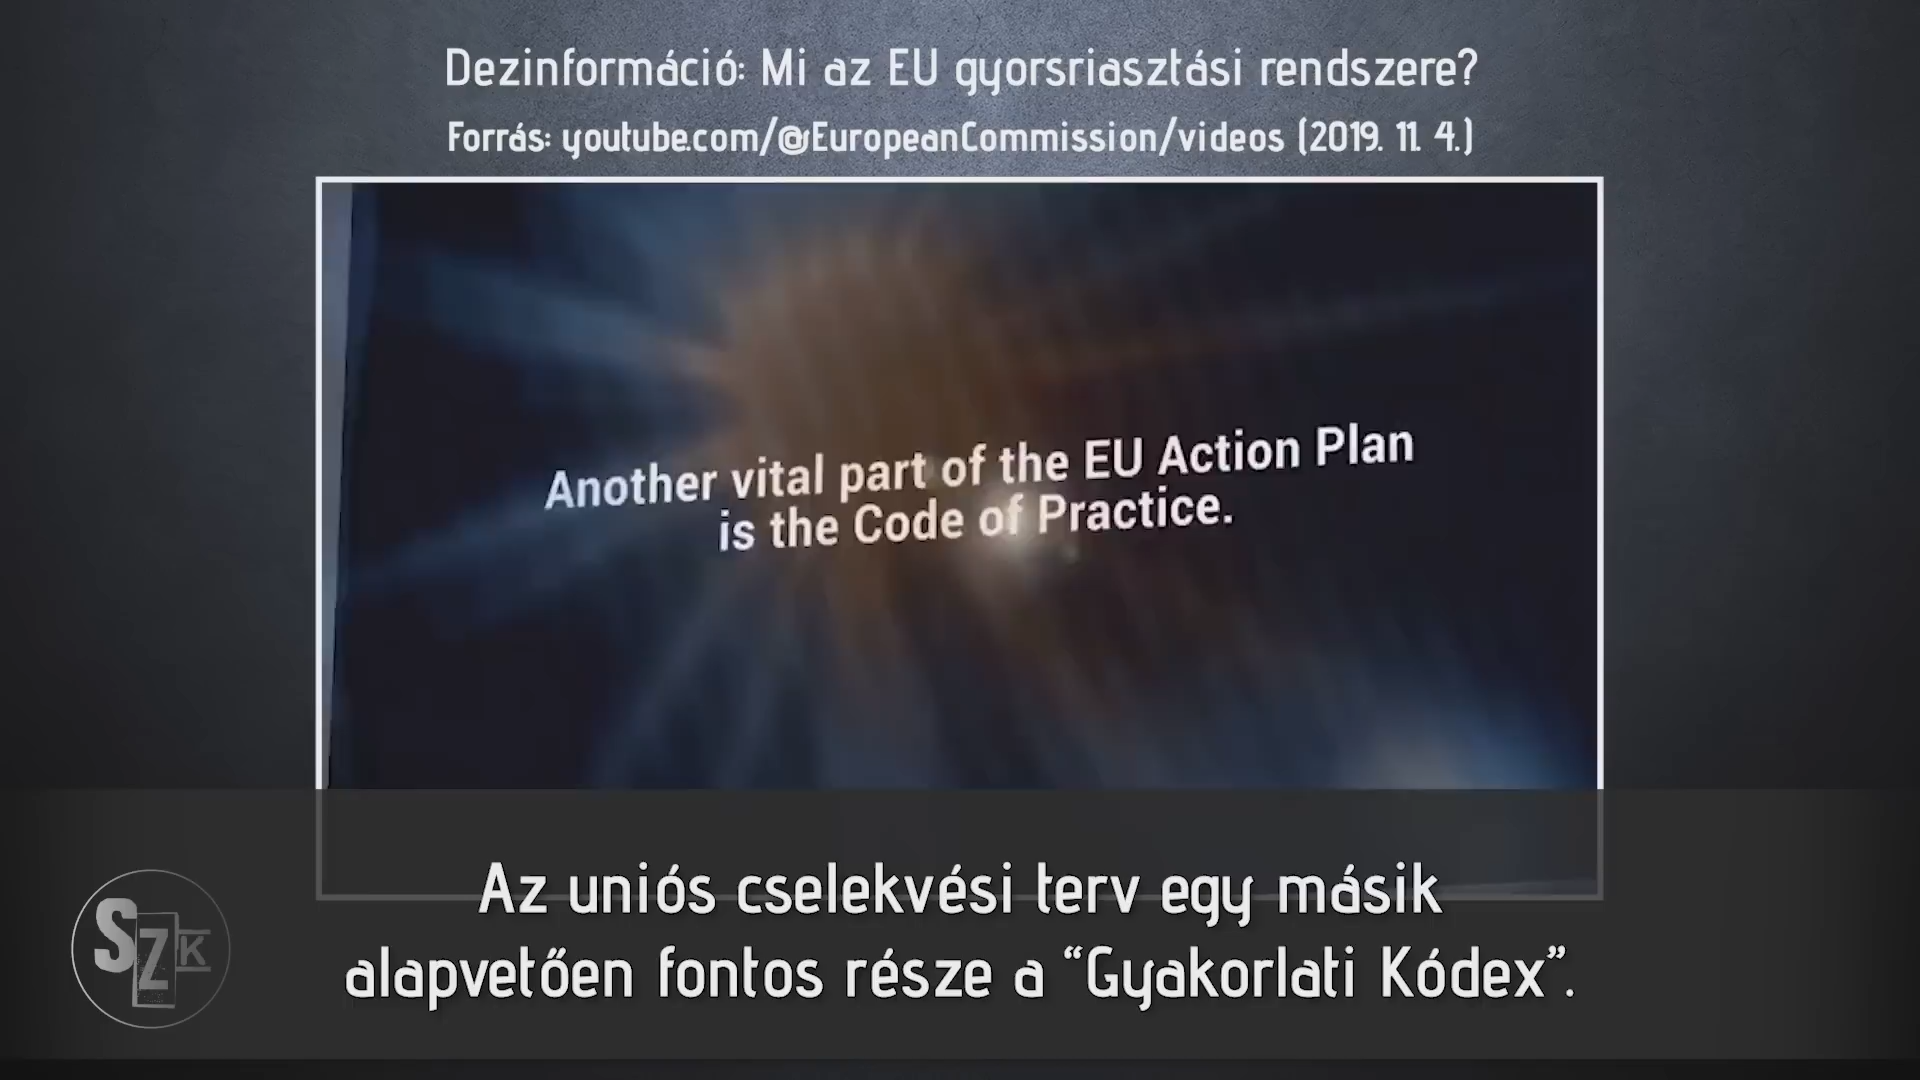 Dezinformáció: Mi az EU gyorsriasztási rendszere?
Forrás: youtube.com/@EuropeanCommission/videos (2019. 11. 4.)
Another vital part of the EU Action Plan
is the Code of Practice.
Az uniós cselekvési terv egy másik
alapvetően fontos része a “Gyakorlati Kódex”.
SZK